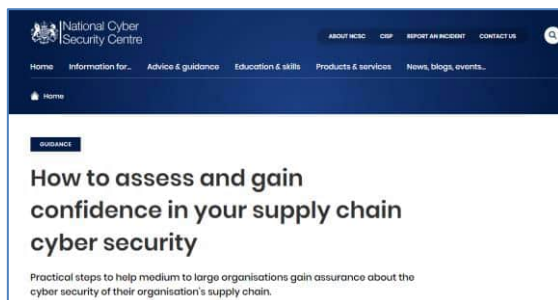 National Cyber
Security Centre
ABOUT NCSC CISP REPORT AN INCIDENT CONTACT US
Home Information for... Advice & guidance Education & skills Products & services News, blogs, events...
Home
GUIDANCE
How to assess and gain
confidence in your supply chain
cyber security
Practical steps to help medium to large organisations gain assurance about the
cyber security of their organisation's supply chain.